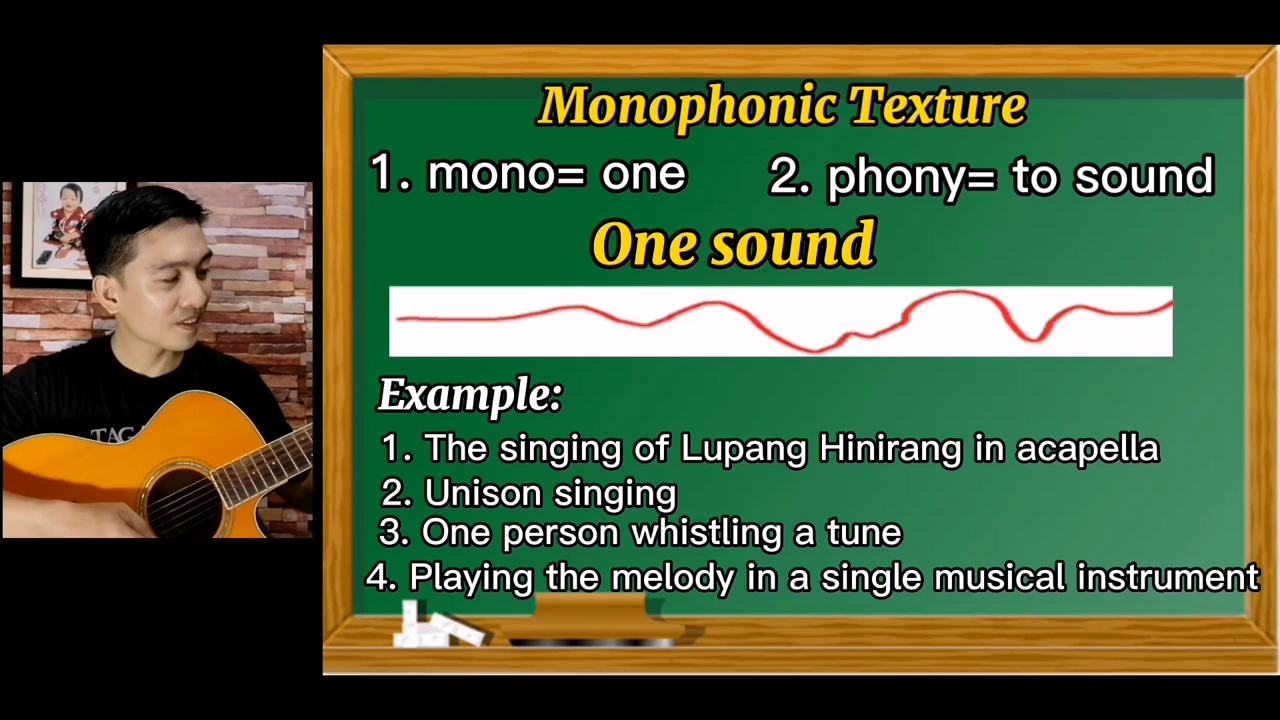 Monophonic Texture
1. mono= one 2. phony= to sound
One sound
Example:
1. The singing of Lupang Hinirang in acapella
2. Unison singing
3. One person whistling a tune
4. Playing the melody in a single musical instrument